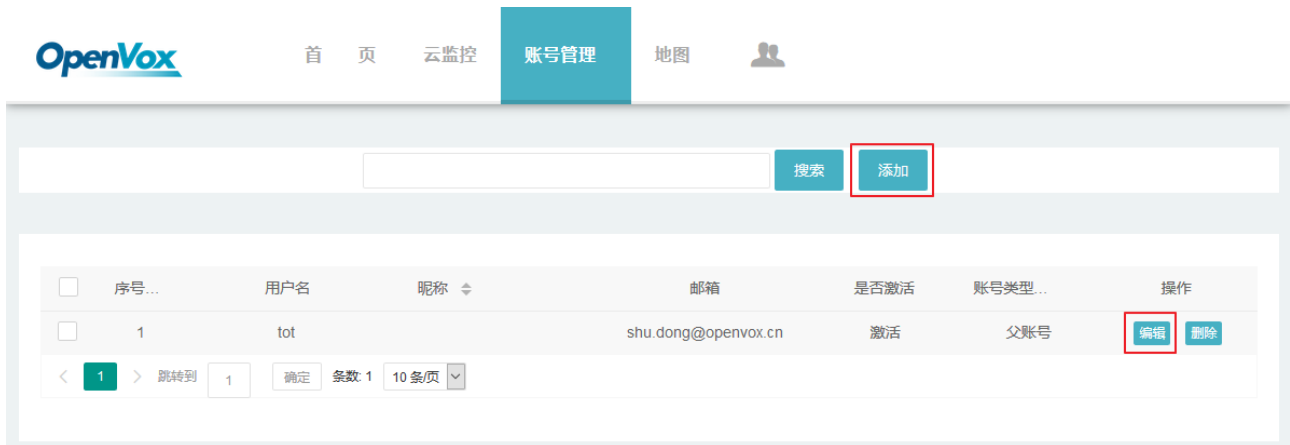 OpenVox 首 页 云监控 账号管理 地图
搜索 添加
序号... 用户名 昵称 邮箱 是否激活 账号类型... 操作
1 tot shu.dong@openvox.cn 激活 父账号 编辑 删除
1 跳转到 1 确定 条数: 1 10 条/页